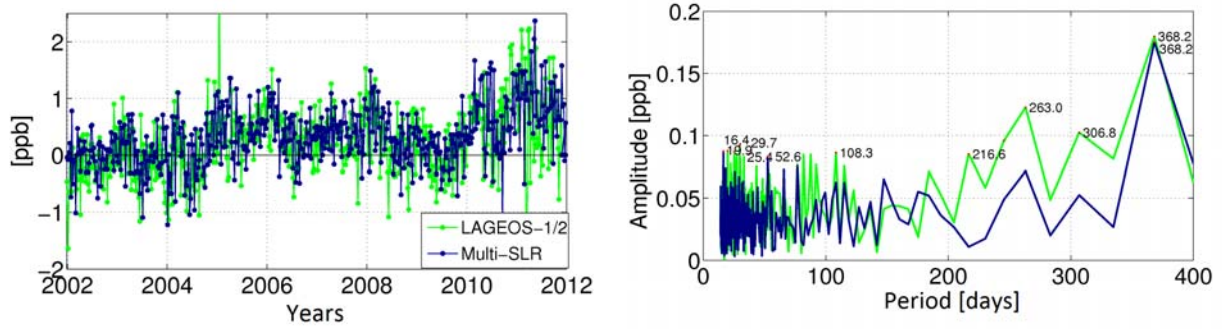 [ppb]
2
1
0
−1
−2
2002 2004 2006 2008 2010 2012
Years
LAGEOS−1/2
Multi−SLR
Amplitude [ppb]
0.2
0.15
0.1
0.05
0
0 100 200 300 400
Period [days]
368.2
368.2
263.0
306.8
216.6
108.3
16.4
29.7
25.4
52.6